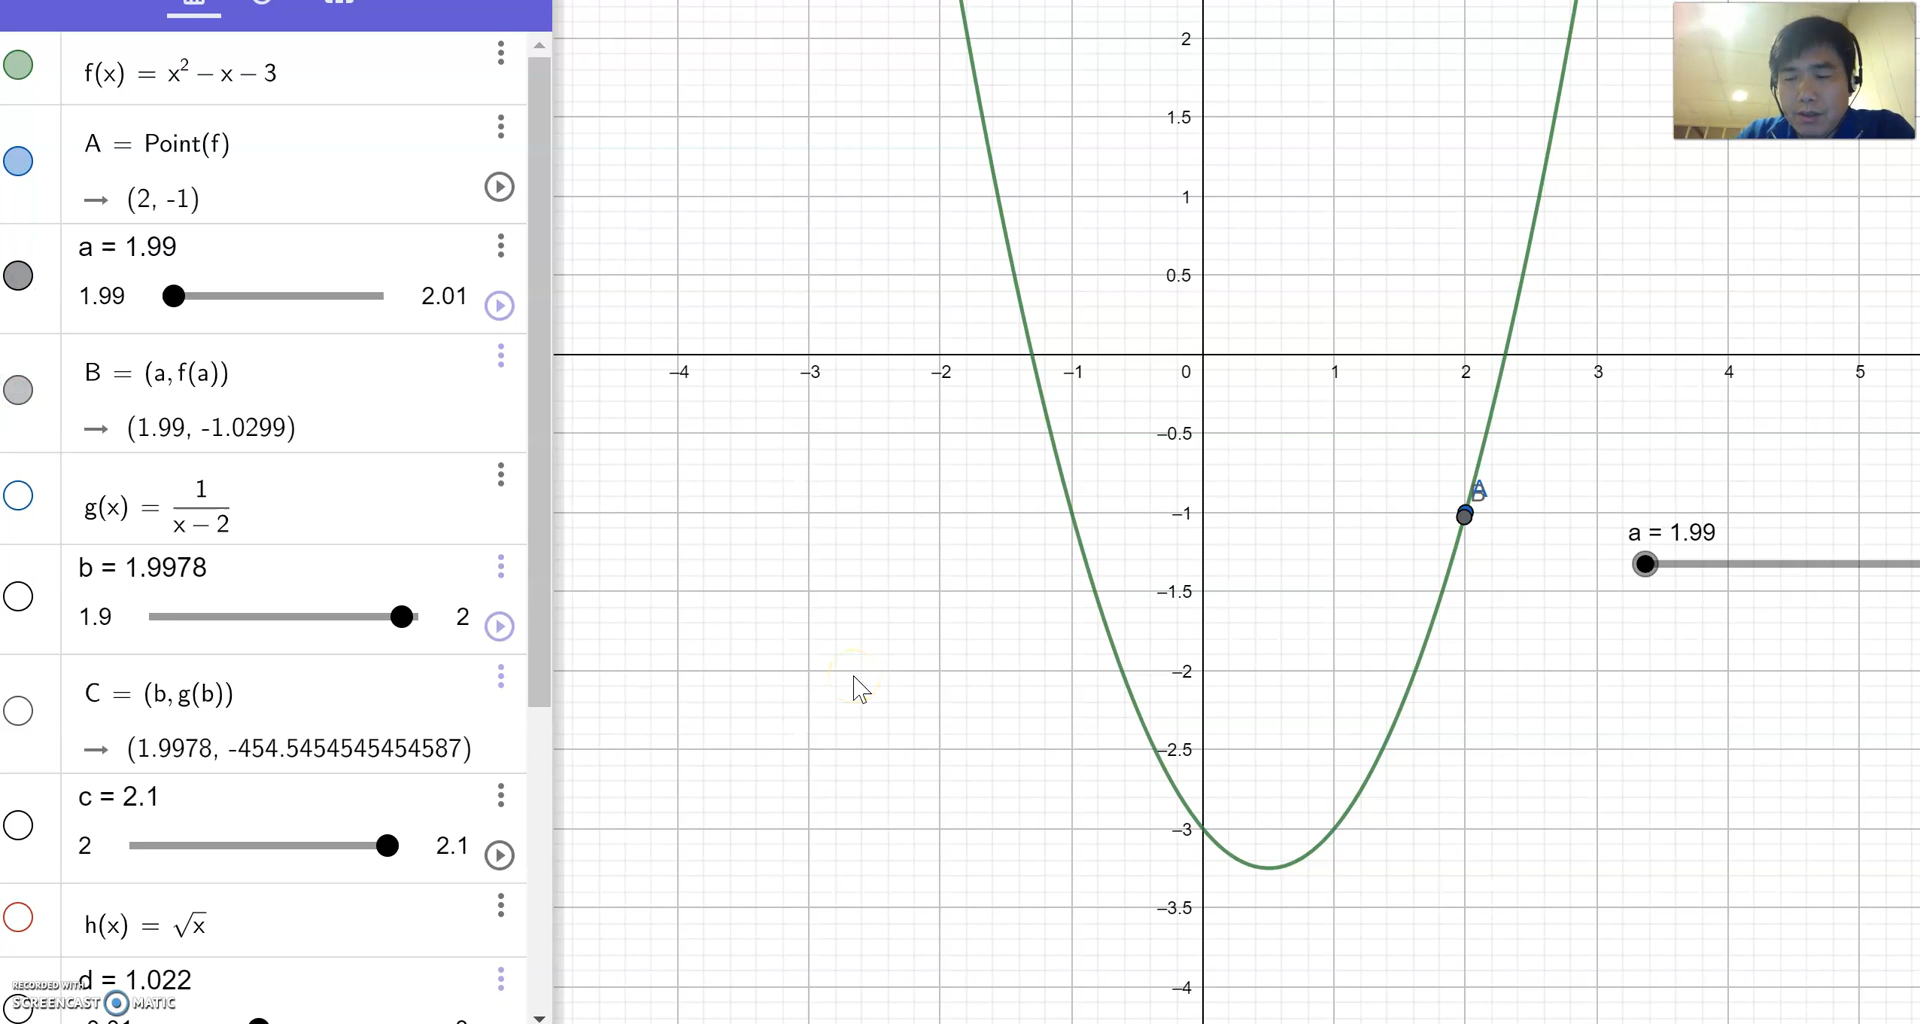 f(x) = x² − x − 3
A = Point(f)
→ (2, -1)
a = 1.99
1.99 2.01
B = (a, f(a))
→ (1.99, -1.0299)
g(x) = 1/(x − 2)
b = 1.9978
1.9 2
C = (b, g(b))
→ (1.9978, -454.5454545454587)
c = 2.1
2 2.1
h(x) = √x
d = 1.022
RECORDED WITH
SCREENCAST MATIC
2
1.5
1
0.5
–4 –3 –2 –1 0 1 2 3 4 5
–0.5
–1
–1.5
–2
–2.5
–3
–3.5
–4
A
B
a = 1.99